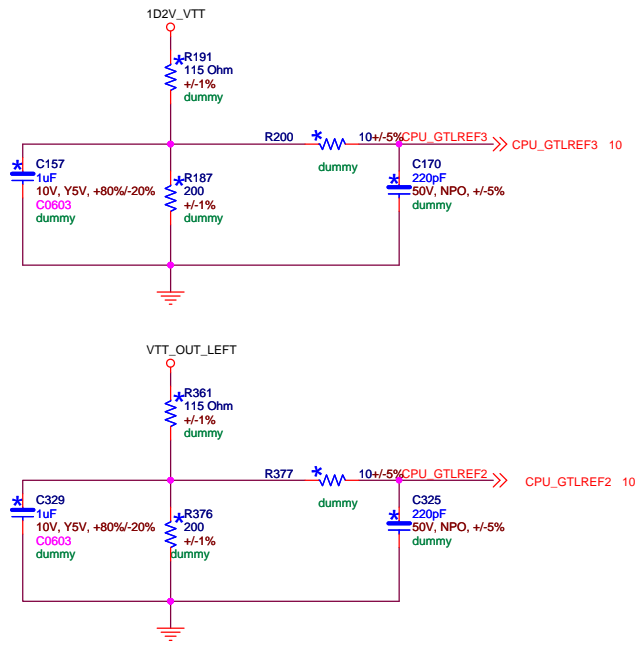 1D2V_VTT
*R191
115 Ohm
+/-1%
dummy
R200 * 10+/-5% CPU_GTLREF3 CPU_GTLREF3 10
dummy
*
C157
1uF
10V, Y5V, +80%/-20%
C0603
dummy
*R187
200
+/-1%
dummy
*
C170
220pF
50V, NPO, +/-5%
dummy
VTT_OUT_LEFT
*R361
115 Ohm
+/-1%
dummy
R377 * 10+/-5% CPU_GTLREF2 CPU_GTLREF2 10
dummy
*
C329
1uF
10V, Y5V, +80%/-20%
C0603
dummy
*R376
200
+/-1%
dummy
*
C325
220pF
50V, NPO, +/-5%
dummy